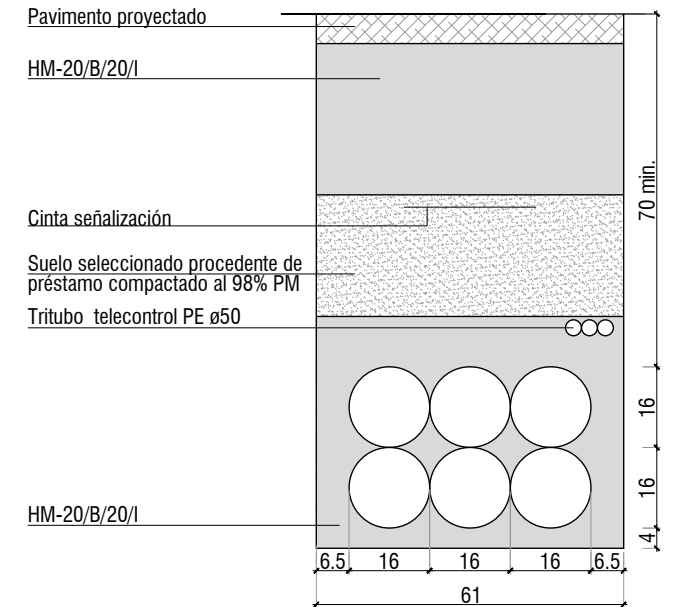 Pavimento proyectado
HM-20/B/20/I
Cinta señalización
Suelo seleccionado procedente de
préstamo compactado al 98% PM
Tritubo telecontrol PE ø50
HM-20/B/20/I
70 min.
16
16
4
6.5 16 16 16 6.5
61